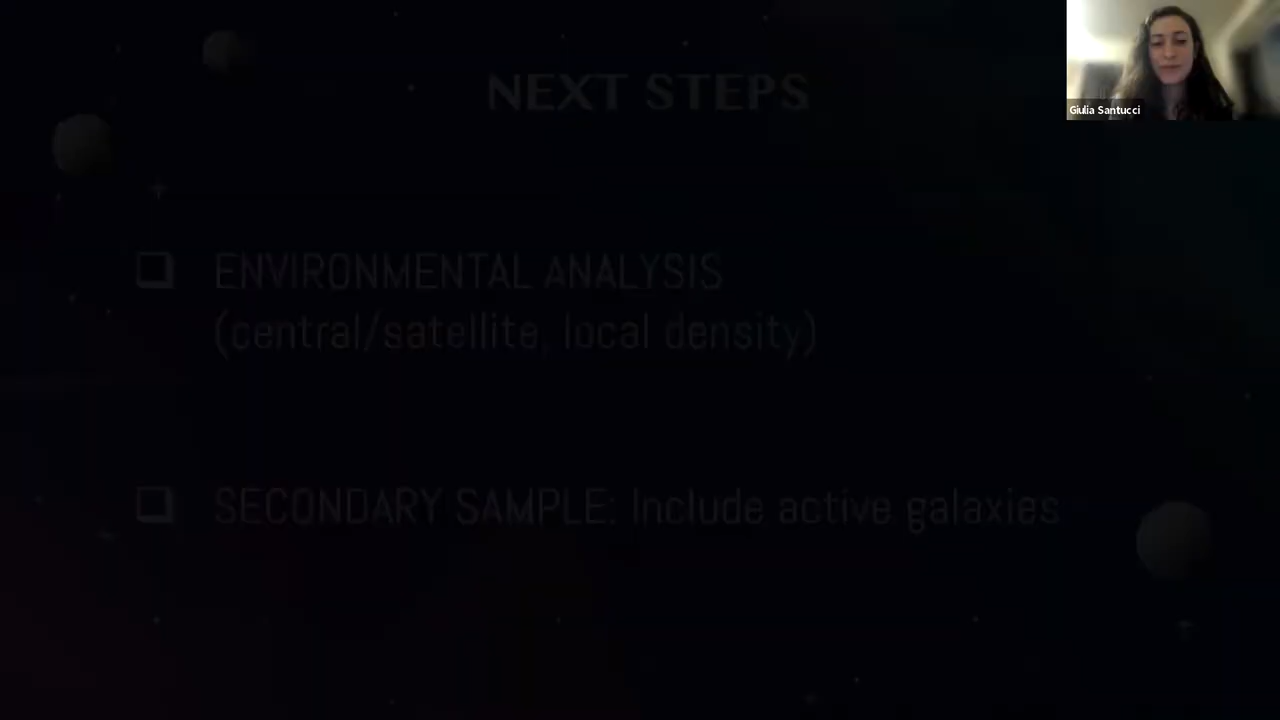 NEXT STEPS
Giulia Santucci
ENVIRONMENTAL ANALYSIS
(central/satellite, local density)
SECONDARY SAMPLE: Include active galaxies